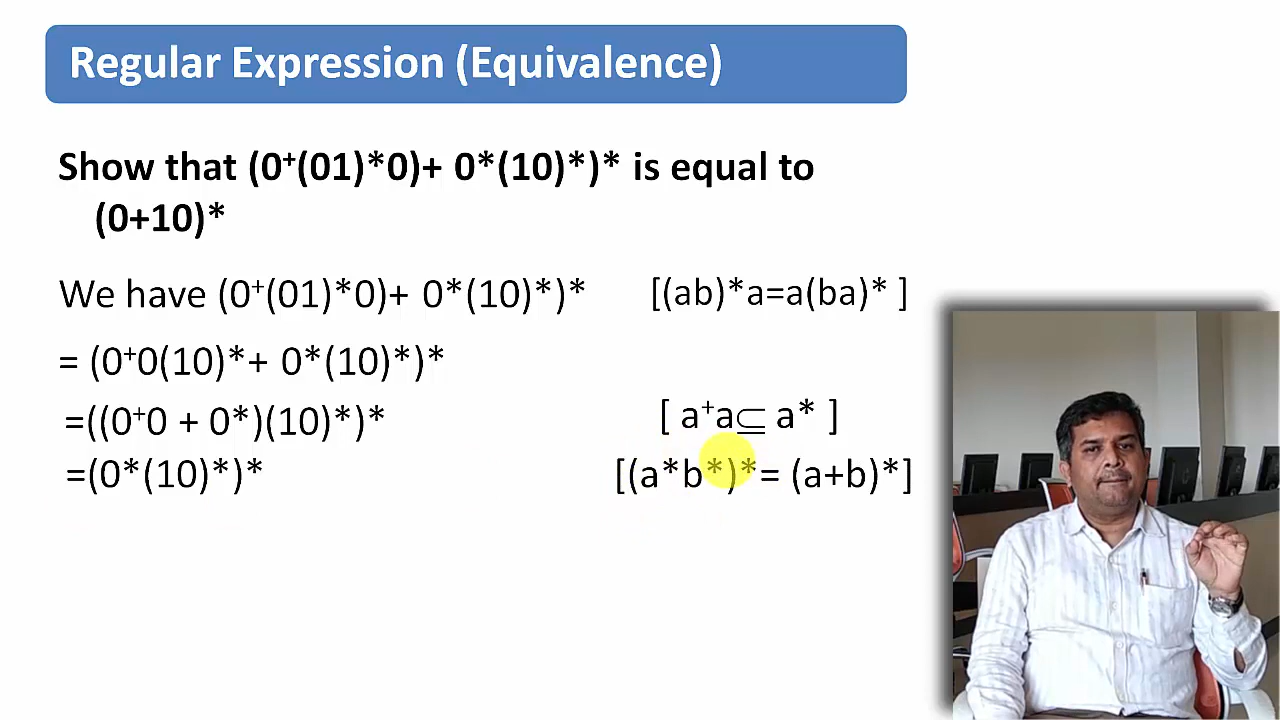 Regular Expression (Equivalence)
Show that (0⁺(01)*0)+ 0*(10)*)* is equal to
(0+10)*
We have (0⁺(01)*0)+ 0*(10)*)* [(ab)*a=a(ba)* ]
= (0⁺0(10)*+ 0*(10)*)*
=((0⁺0 + 0*)(10)*)* [ a⁺a⊆ a* ]
=(0*(10)*)* [(a*b*)*= (a+b)*]